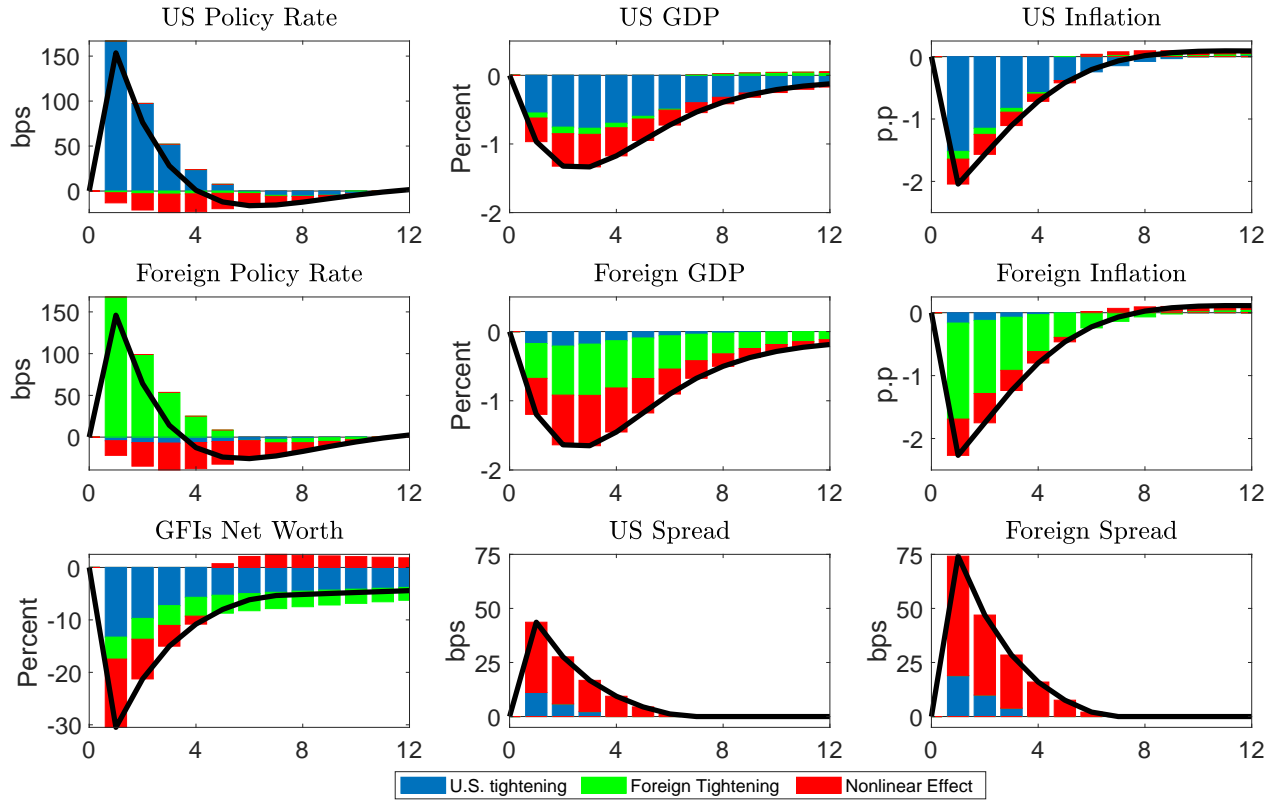 US Policy Rate
US GDP
US Inflation
bps
150
100
50
0
0 4 8 12
Percent
0
-1
-2
0 4 8 12
p.p
0
-1
-2
0 4 8 12
Foreign Policy Rate
Foreign GDP
Foreign Inflation
bps
150
100
50
0
0 4 8 12
Percent
0
-1
-2
0 4 8 12
p.p
0
-1
-2
0 4 8 12
GFIs Net Worth
US Spread
Foreign Spread
Percent
0
-10
-20
-30
0 4 8 12
bps
75
50
25
0
0 4 8 12
bps
75
50
25
0
0 4 8 12
U.S. tightening Foreign Tightening Nonlinear Effect